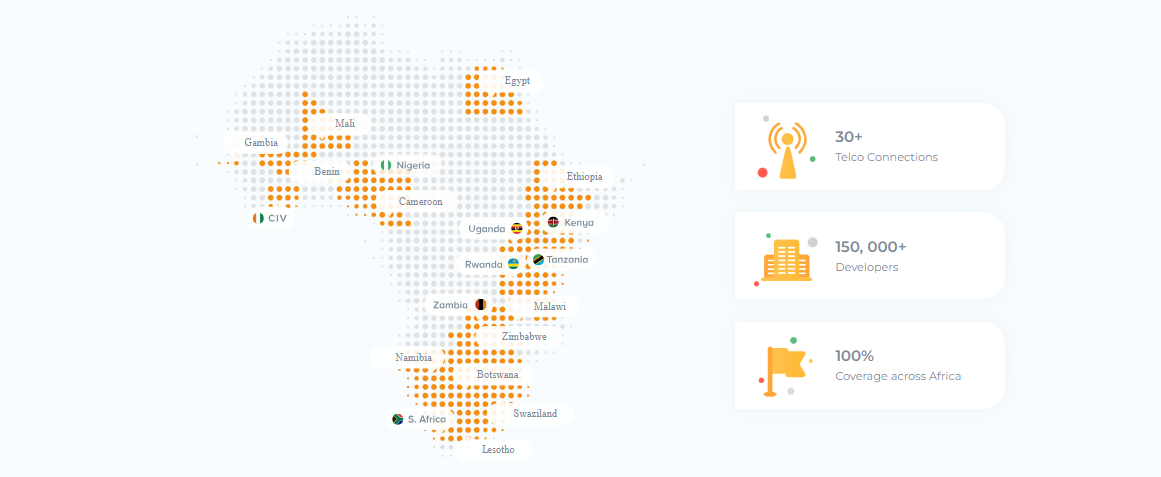 Egypt
Mali
Gambia
Nigeria
Benin
Ethiopia
Cameroon
CIV
Kenya
Uganda
Tanzania
Rwanda
Zambia
Malawi
Zimbabwe
Namibia
Botswana
Swaziland
S. Africa
Lesotho
30+
Telco Connections
150, 000+
Developers
100%
Coverage across Africa